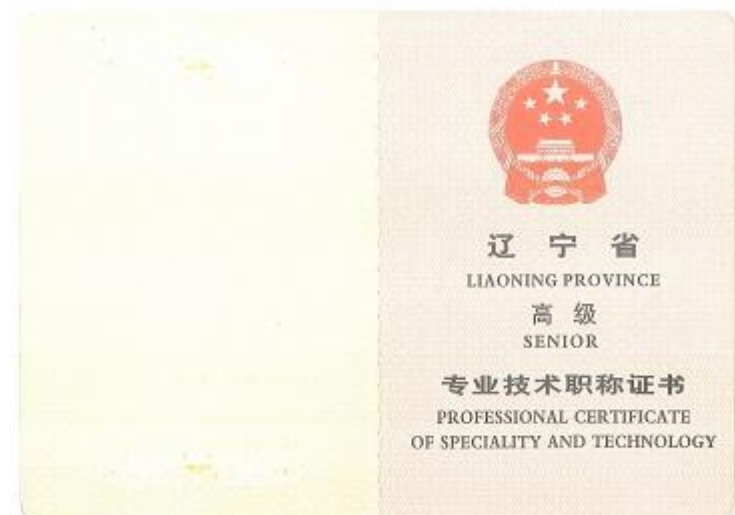 辽宁省
LIAONING PROVINCE
高级
SENIOR
专业技术职称证书
PROFESSIONAL CERTIFICATE
OF SPECIALITY AND TECHNOLOGY